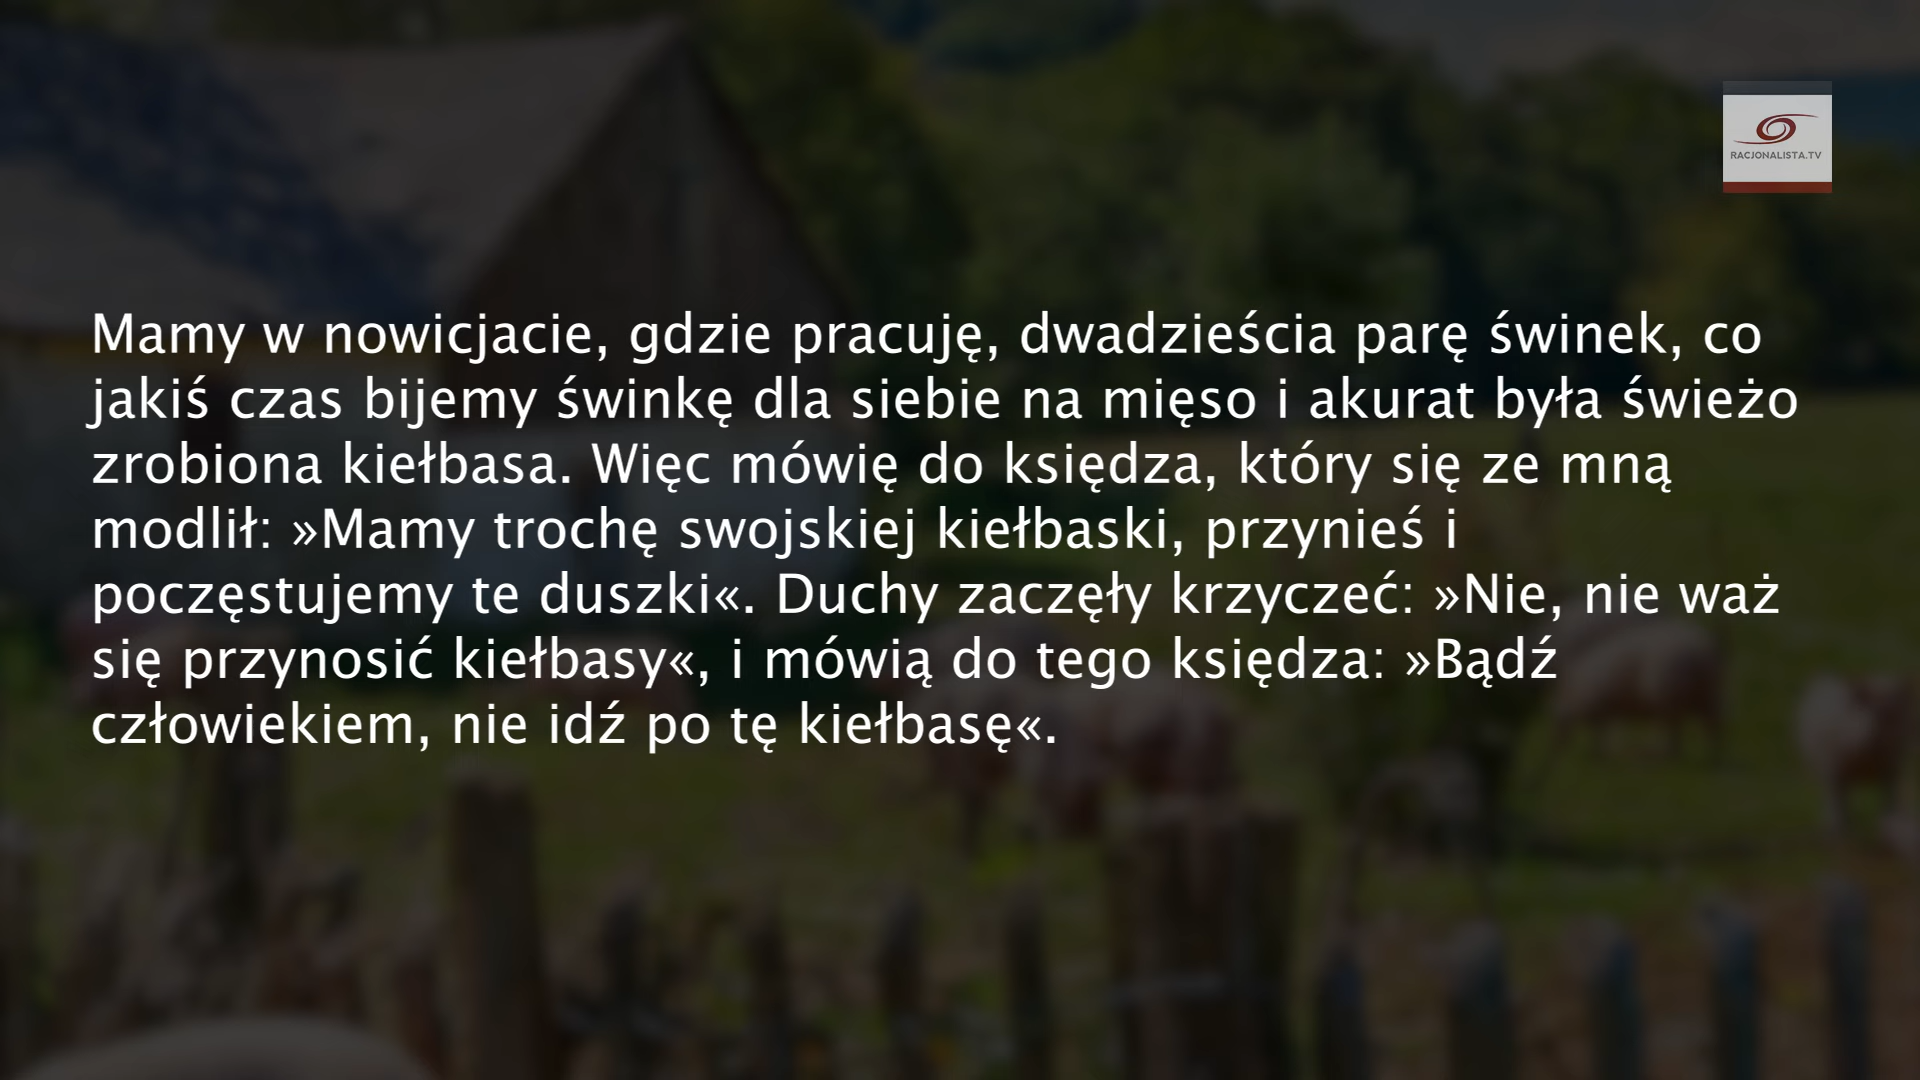 RACJONALISTA.TV
Mamy w nowicjacie, gdzie pracuję, dwadzieścia parę świnek, co
jakiś czas bijemy świnkę dla siebie na mięso i akurat była świeżo
zrobiona kiełbasa. Więc mówię do księdza, który się ze mną
modlił: »Mamy trochę swojskiej kiełbaski, przynieś i
poczęstujemy te duszki«. Duchy zaczęły krzyczeć: »Nie, nie waż
się przynosić kiełbasy«, i mówią do tego księdza: »Bądź
człowiekiem, nie idź po tę kiełbasę«.